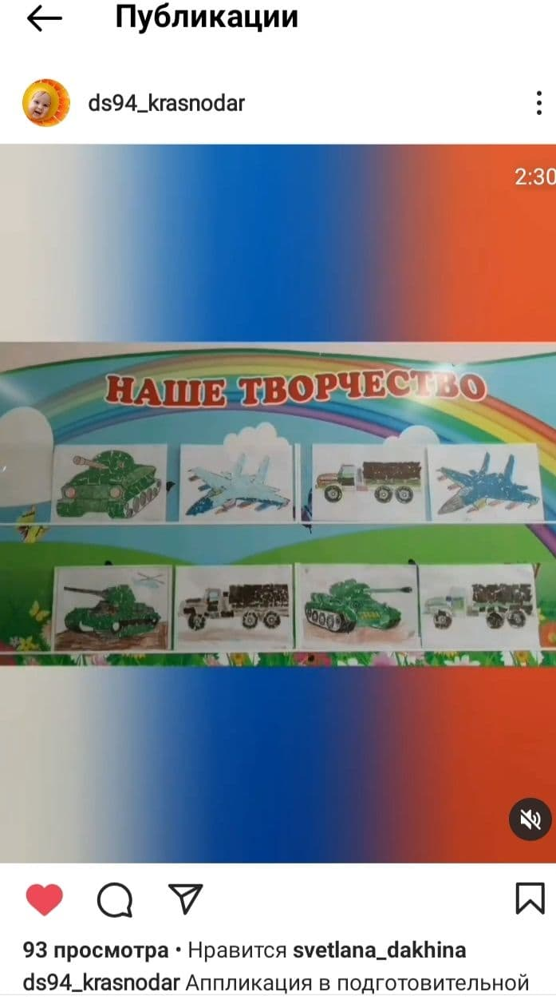 Публикации
ds94_krasnodar
2:30
НАШЕ ТВОРЧЕСТВО
93 просмотра • Нравится svetlana_dakhina
ds94_krasnodar Аппликация в подготовительной